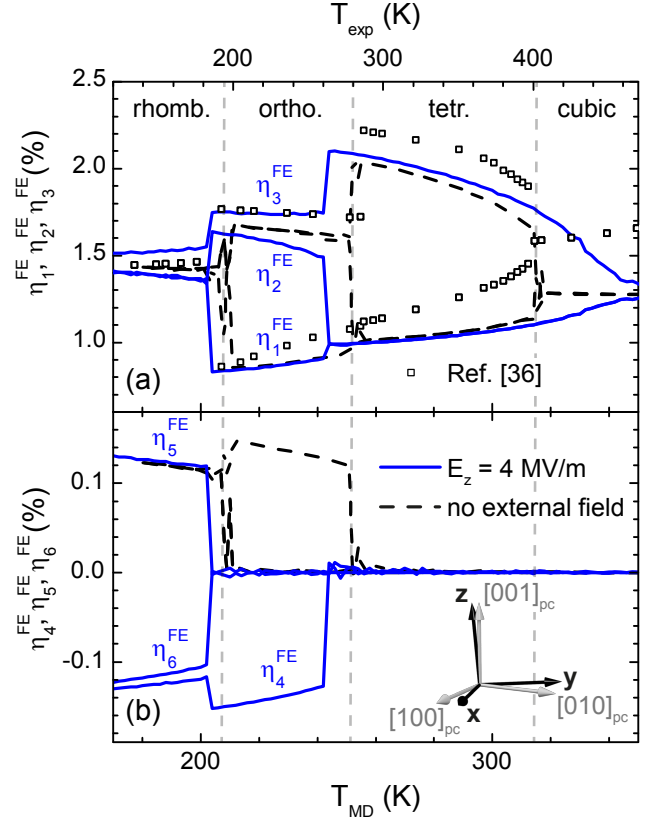 T_exp (K)
200 300 400
rhomb. ortho. tetr. cubic
2.5
2.0
1.5
1.0
η_1^FE, η_2^FE, η_3^FE (%)
η_3^FE
η_2^FE
η_1^FE
(a)
Ref. [36]
0.1
0.0
-0.1
η_4^FE, η_5^FE, η_6^FE (%)
η_5^FE
E_z = 4 MV/m
no external field
η_6^FE
η_4^FE
(b)
z [001]_pc
y
[010]_pc
[100]_pc
x
200 300
T_MD (K)